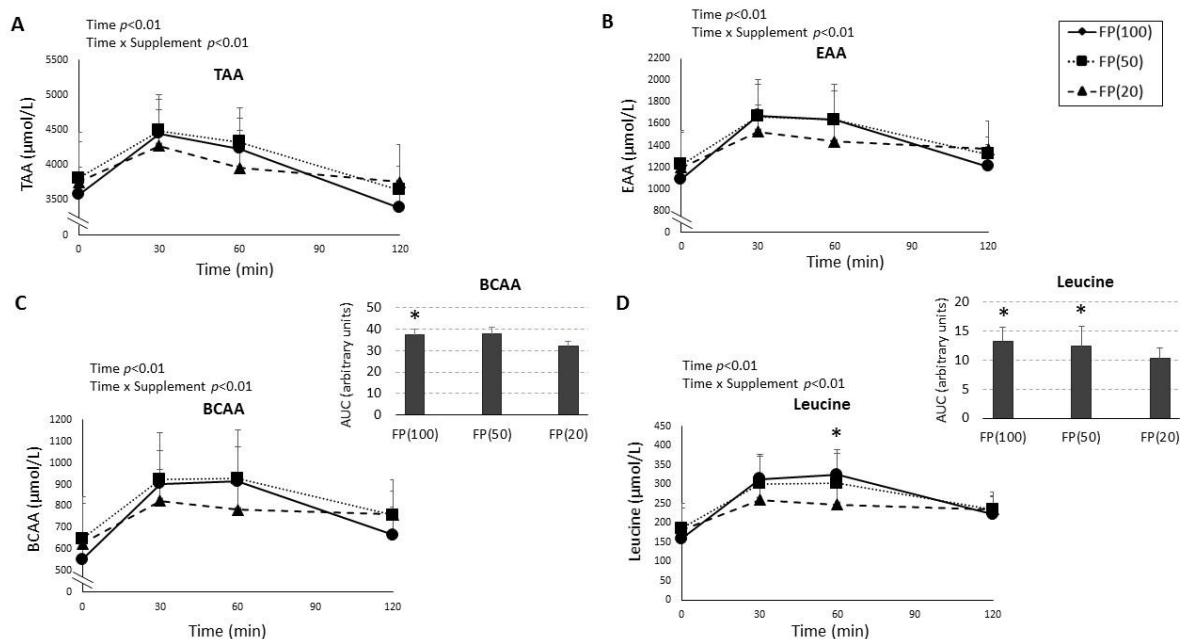 A
Time p<0.01
Time x Supplement p<0.01
TAA
TAA (µmol/L)
5500
5000
4500
4000
3500
0
0
30
60
90
120
Time (min)
B
Time p<0.01
Time x Supplement p<0.01
EAA
EAA (µmol/L)
2200
2000
1800
1600
1400
1200
1000
800
0
0
30
60
90
120
Time (min)
FP(100)
FP(50)
FP(20)
C
Time p<0.01
Time x Supplement p<0.01
BCAA
BCAA (µmol/L)
1200
1100
1000
900
800
700
600
500
0
0
30
60
90
120
Time (min)
BCAA
AUC (arbitrary units)
50
40
30
20
10
0
*
FP(100)
FP(50)
FP(20)
D
Time p<0.01
Time x Supplement p<0.01
Leucine
Leucine (µmol/L)
450
400
350
300
250
200
150
100
50
0
*
0
30
60
90
120
Time (min)
Leucine
AUC (arbitrary units)
20
15
10
5
0
*
*
FP(100)
FP(50)
FP(20)